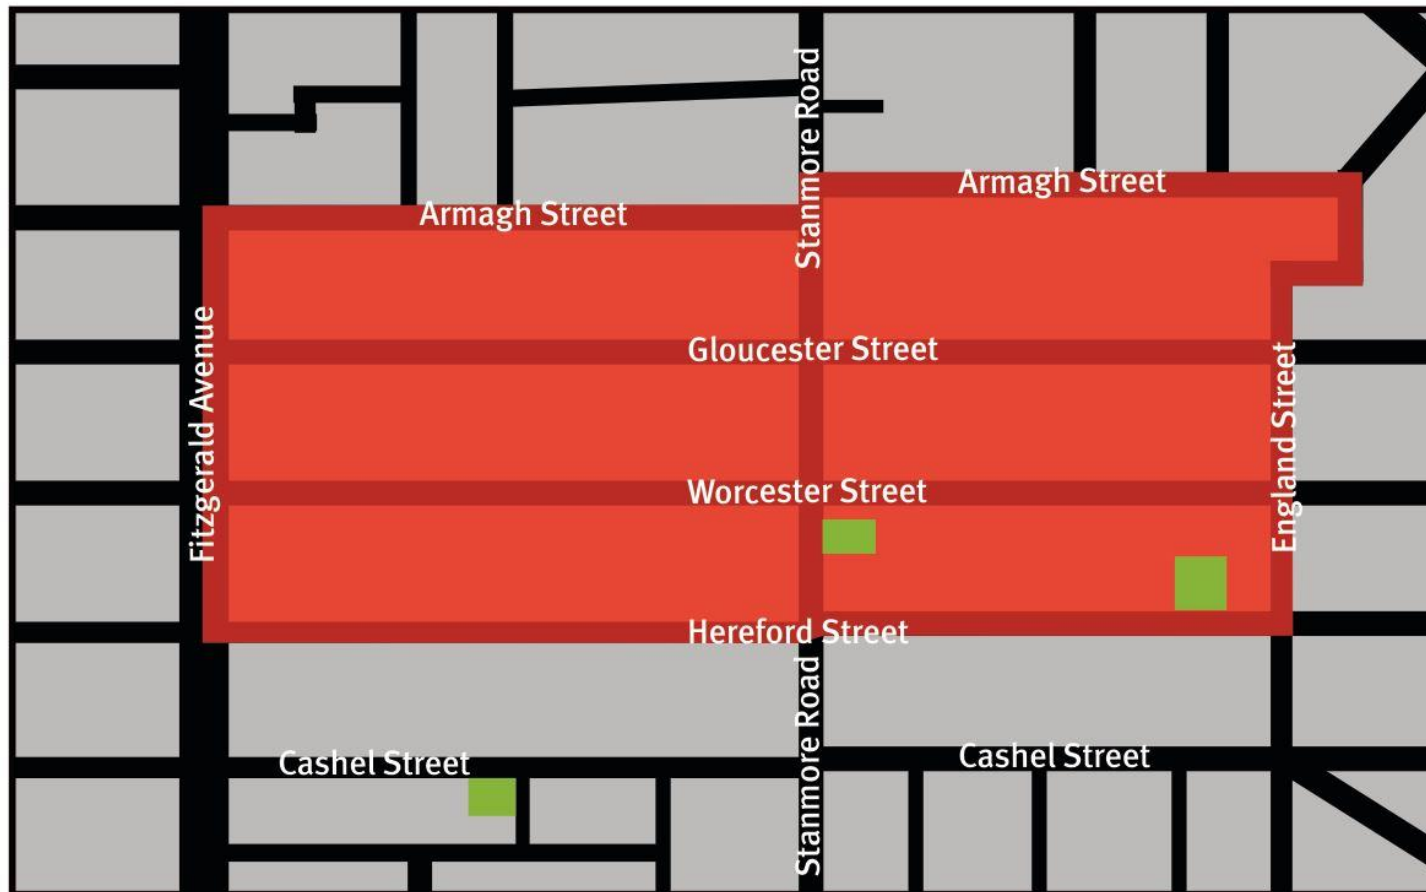 Stanmore Road
Armagh Street
Armagh Street
Fitzgerald Avenue
Gloucester Street
England Street
Worcester Street
Hereford Street
Stanmore Road
Cashel Street
Cashel Street